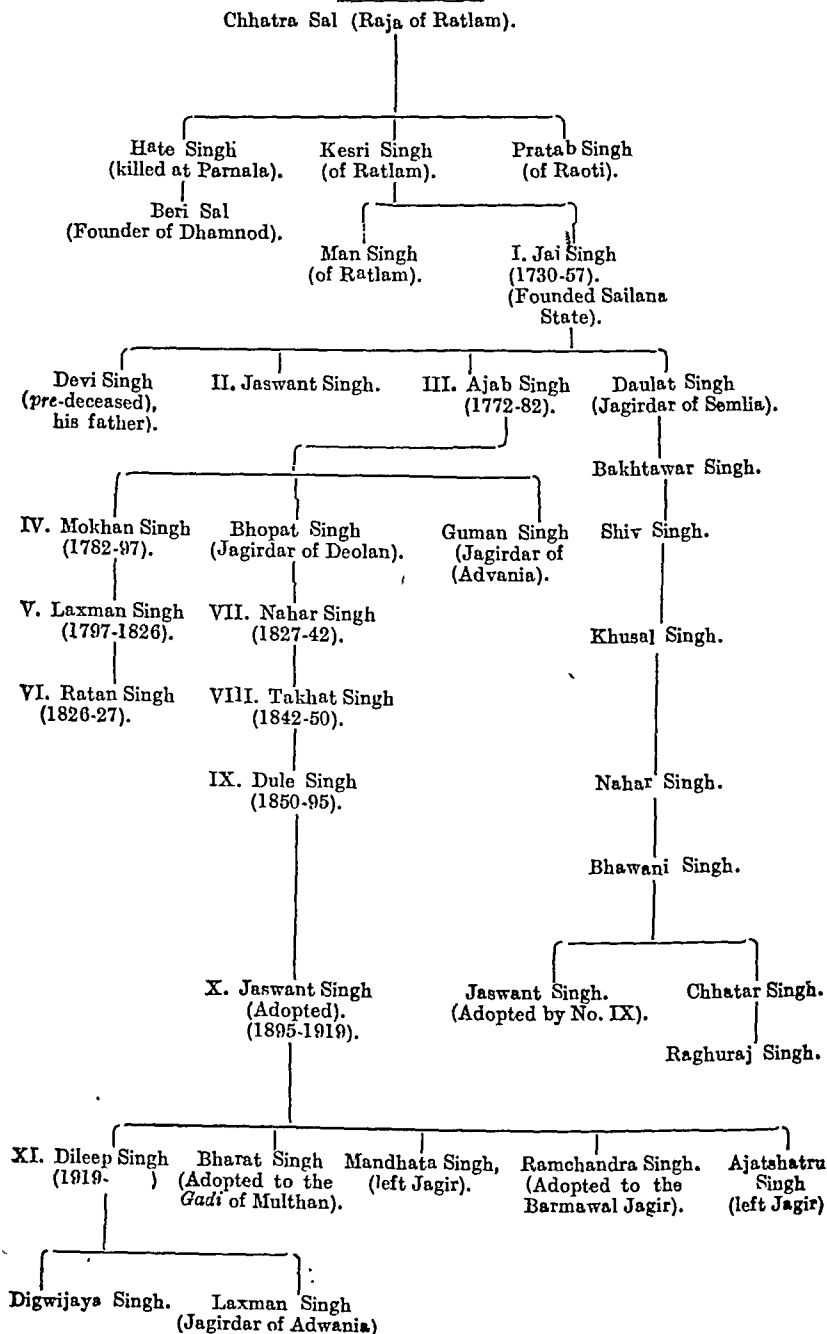 Chhatra Sal (Raja of Ratlam).
Hate Singh
(killed at Parnala).
Kesri Singh
(of Ratlam).
Pratab Singh
(of Raoti).
Beri Sal
(Founder of Dhamnod).
Man Singh
(of Ratlam).
I. Jai Singh
(1730-57).
(Founded Sailana
State).
Devi Singh
(pre-deceased),
his father).
II. Jaswant Singh.
III. Ajab Singh
(1772-82).
Daulat Singh
(Jagirdar of Semlia).
Bakhtawar Singh.
IV. Mokhan Singh
(1782-97).
Bhopat Singh
(Jagirdar of Deolan).
Guman Singh
(Jagirdar of
(Advania).
Shiv Singh.
V. Laxman Singh
(1797-1826).
VII. Nahar Singh
(1827-42).
Khusal Singh.
VI. Ratan Singh
(1826-27).
VIII. Takhat Singh
(1842-50).
IX. Dule Singh
(1850-95).
Nahar Singh.
Bhawani Singh.
X. Jaswant Singh
(Adopted).
(1895-1919).
Jaswant Singh.
(Adopted by No. IX).
Chhatar Singh.
Raghuraj Singh.
XI. Dileep Singh
(1919- )
Bharat Singh
(Adopted to the
Gadi of Multhan).
Mandhata Singh,
(left Jagir).
Ramchandra Singh.
(Adopted to the
Barmawal Jagir).
Ajatshatru
Singh
(left Jagir)
Digwijaya Singh.
Laxman Singh
(Jagirdar of Adwania)